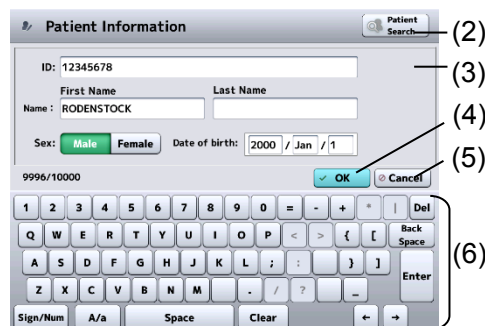 Patient Information
Patient
Search
(2)
(3)
ID: 12345678
First Name Last Name
Name : RODENSTOCK
(4)
Sex: Male Female Date of birth: 2000 / Jan / 1
(5)
9996/10000 OK Cancel
1 2 3 4 5 6 7 8 9 0 = - + * | Del
Q W E R T Y U I O P < > { [ Back Space
(6)
A S D F G H J K L ; : } ] Enter
Z X C V B N M . / ? _
Sign/Num A/a Space Clear ← →